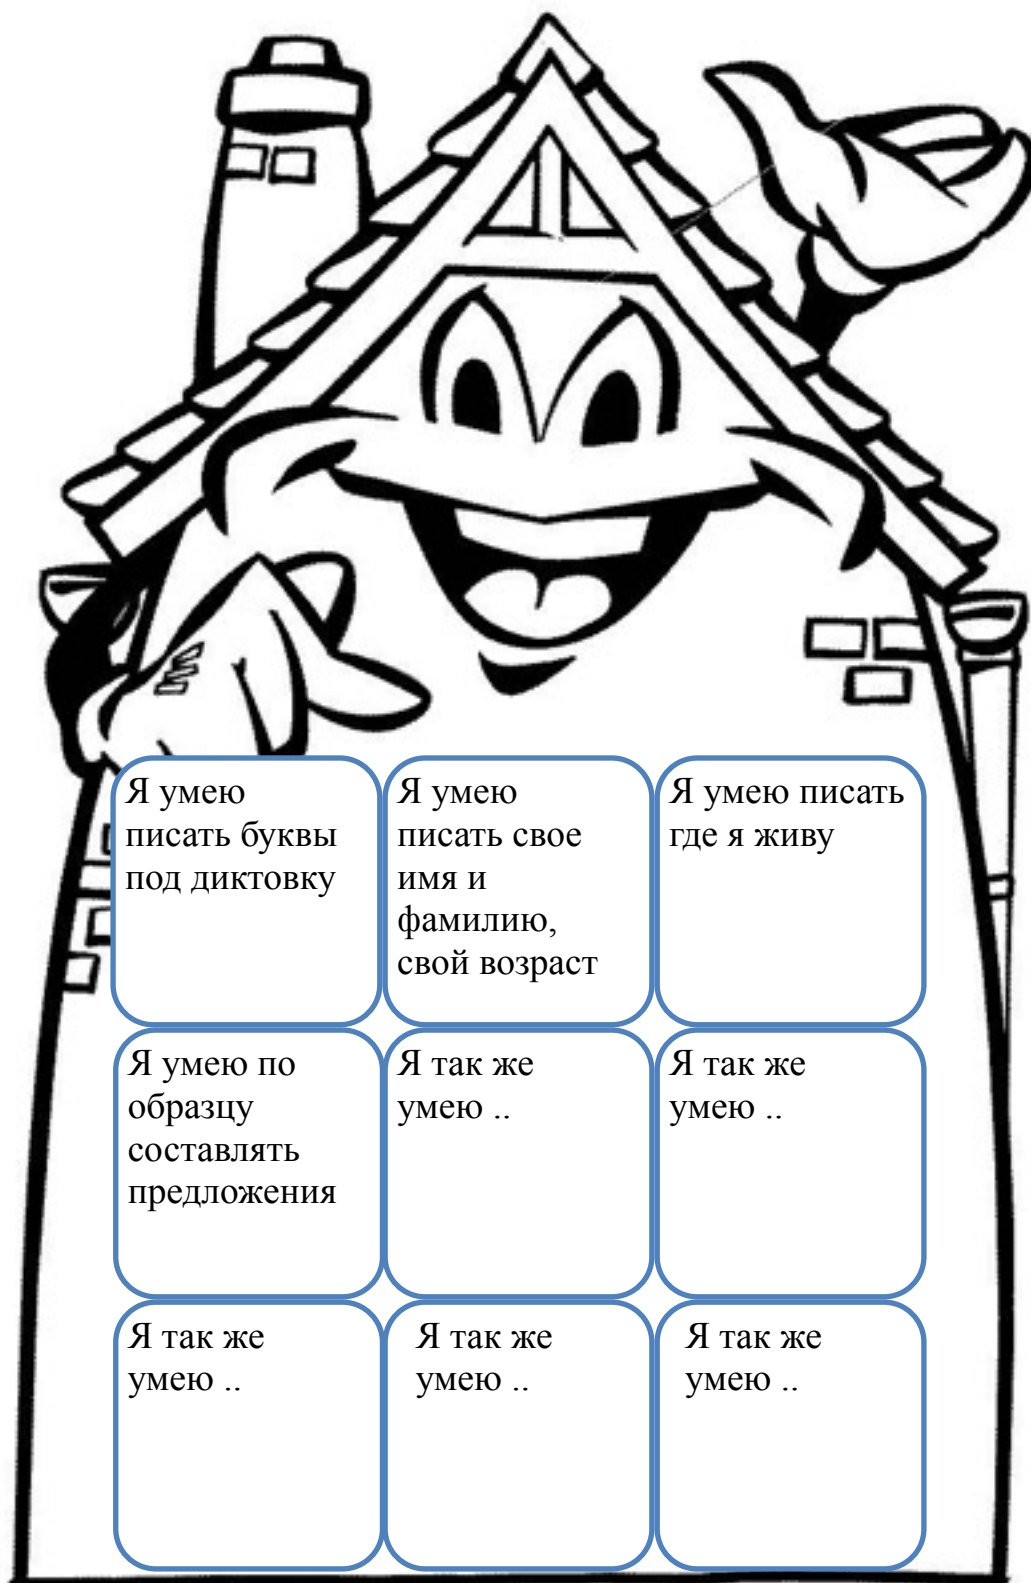 Я умею
писать буквы
под диктовку
Я умею
писать свое
имя и
фамилию,
свой возраст
Я умею писать
где я живу
Я умею по
образцу
составлять
предложения
Я так же
умею ..
Я так же
умею ..
Я так же
умею ..
Я так же
умею ..
Я так же
умею ..